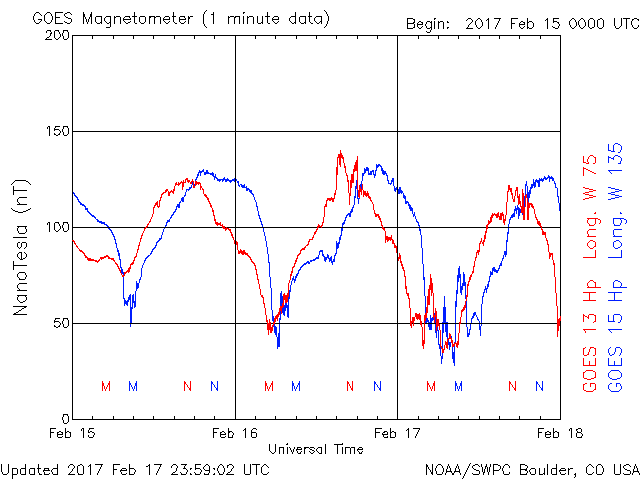 GOES Magnetometer (1 minute data)
Begin: 2017 Feb 15 0000 UTC
200
150
100
50
0
NanoTesla (nT)
M M N N M M N N M M N N
Feb 15 Feb 16 Feb 17 Feb 18
Universal Time
GOES 13 Hp Long. W 75
GOES 15 Hp Long. W 135
Updated 2017 Feb 17 23:59:02 UTC
NOAA/SWPC Boulder, CO USA